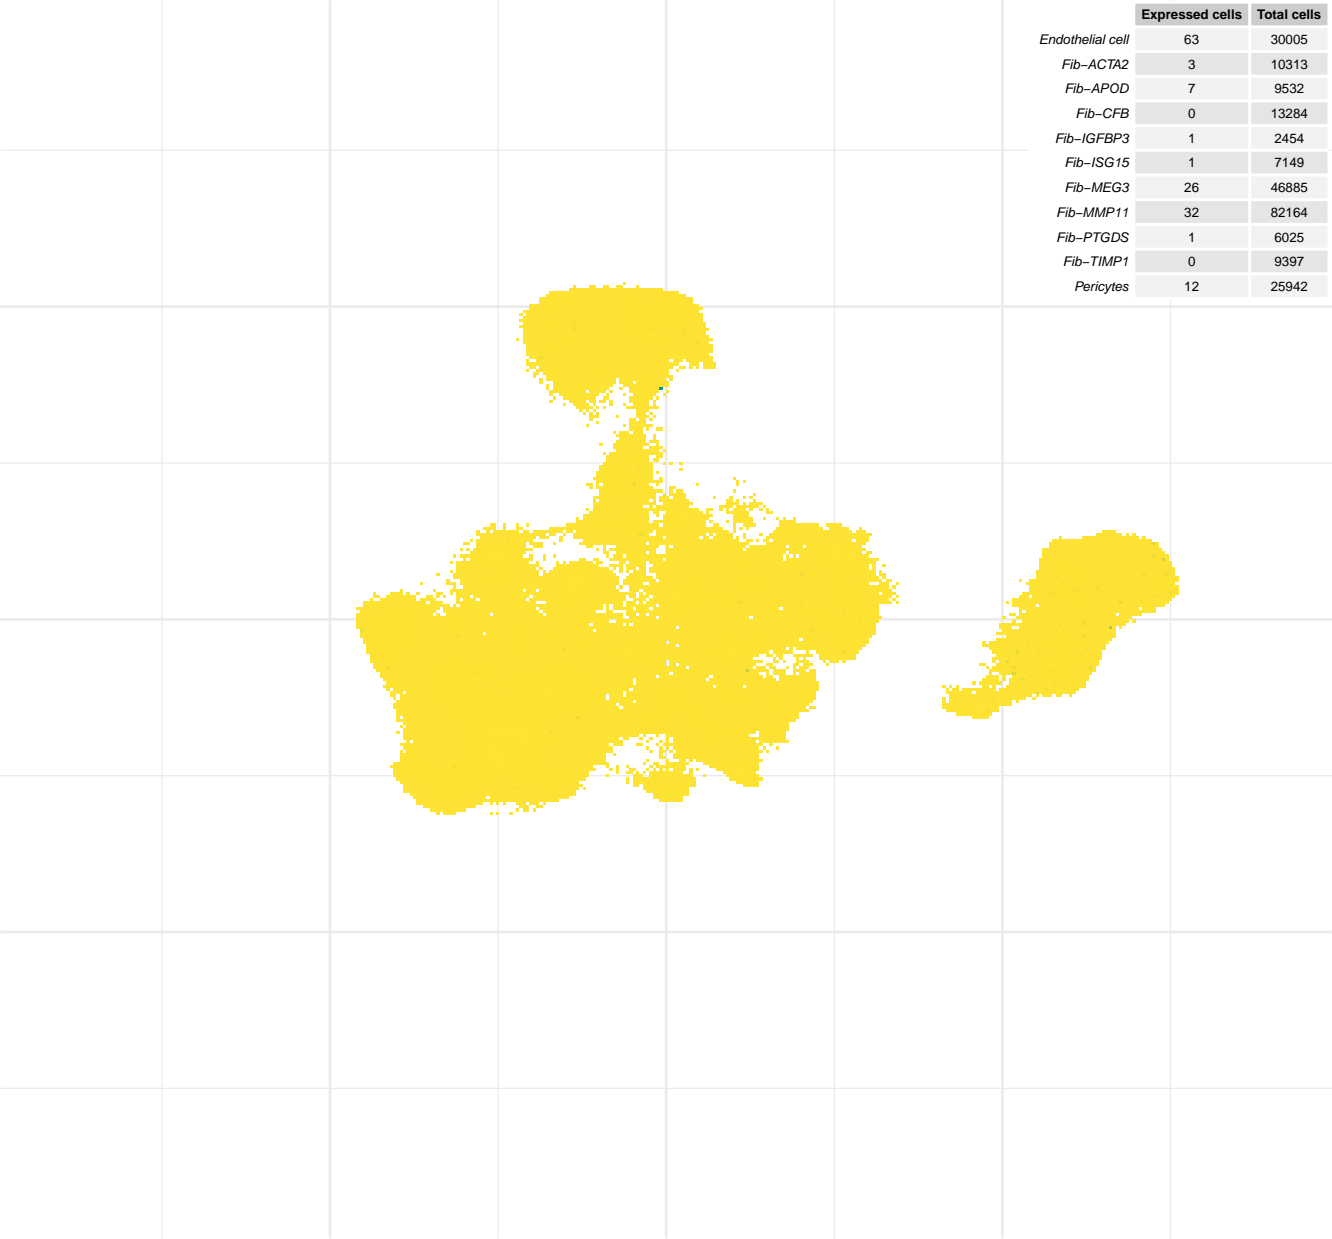 Expressed cells Total cells
Endothelial cell 63 30005
Fib−ACTA2 3 10313
Fib−APOD 7 9532
Fib−CFB 0 13284
Fib−IGFBP3 1 2454
Fib−ISG15 1 7149
Fib−MEG3 26 46885
Fib−MMP11 32 82164
Fib−PTGDS 1 6025
Fib−TIMP1 0 9397
Pericytes 12 25942